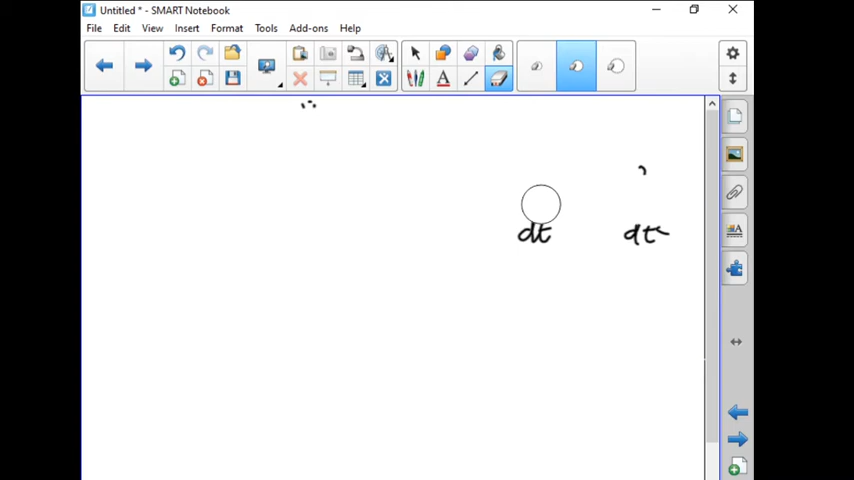 Untitled * - SMART Notebook
File Edit View Insert Format Tools Add-ons Help
dt dt